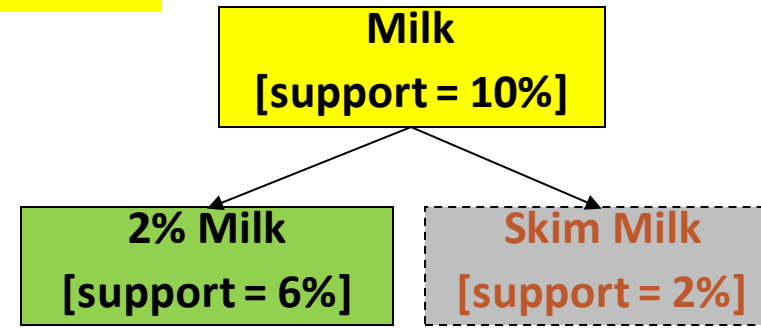 Milk
[support = 10%]
2% Milk
[support = 6%]
Skim Milk
[support = 2%]